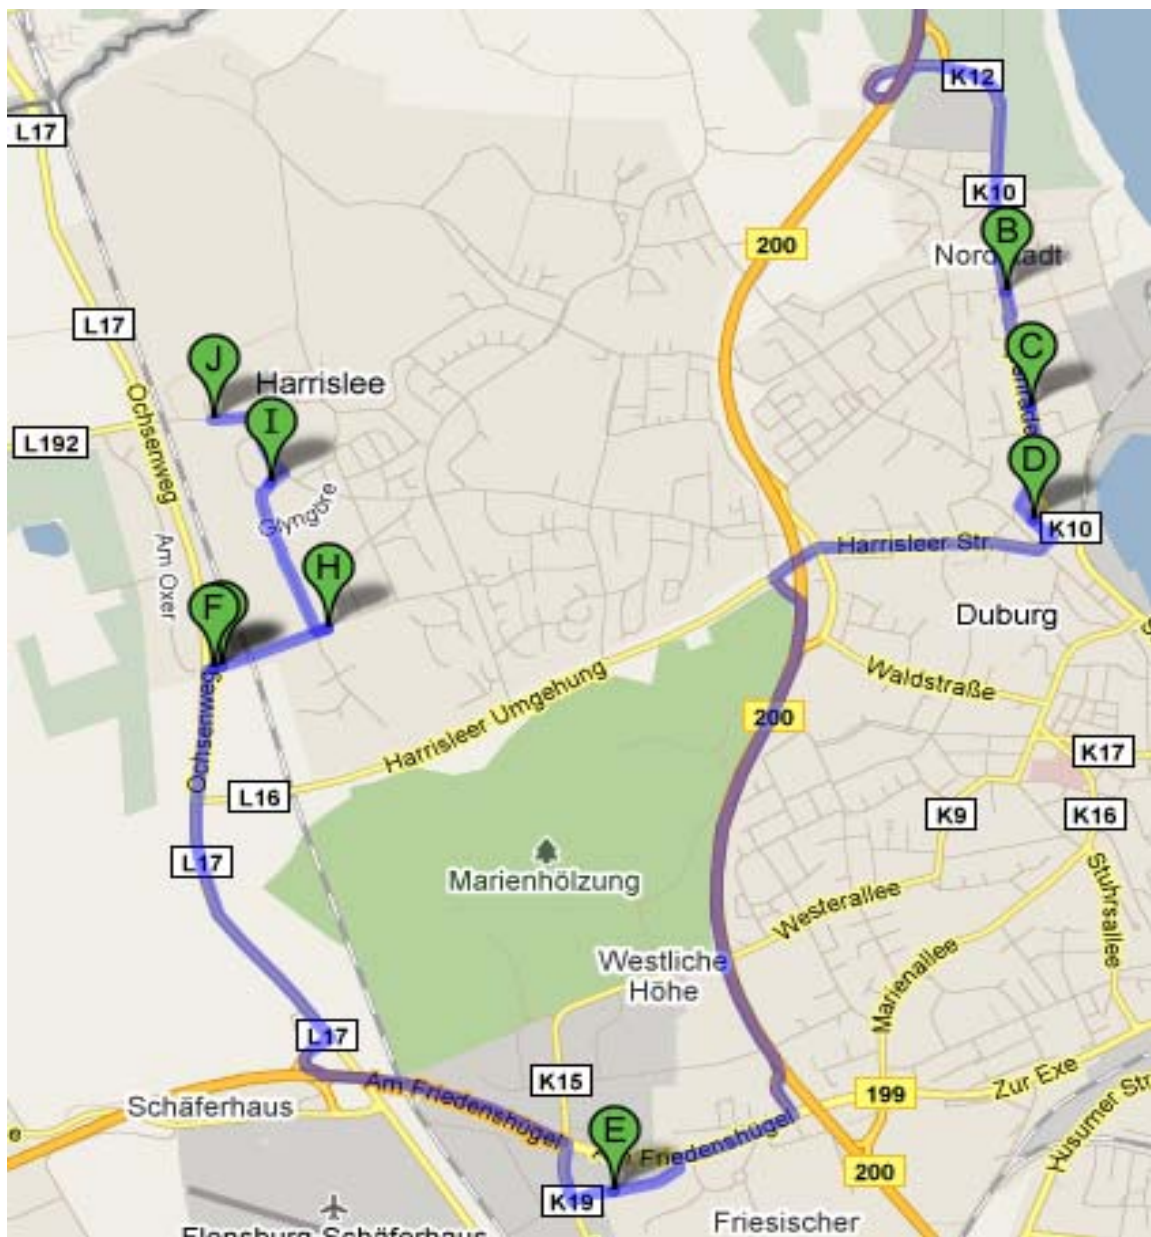 K12
L17
K10
B
Nordstadt
200
L17
C
J
Harrislee
Ochsenweg
I
L192
D
Glyngöre
K10
Harrisleer Str
Am Oxer
H
F
Duburg
Waldstraße
Harrisleer Umgehung
200
Ochsenweg
K17
L16
K9
K16
L17
Marienhölzung
Westerallee
Stuhrsallee
Westliche
Höhe
Marienallee
L17
K15
Am Friedenshügel
199
Zur Exe
Schäferhaus
Husumer Str
E
Friedenshügel
200
K19
Friesischer
Flensburg-Schäferhaus